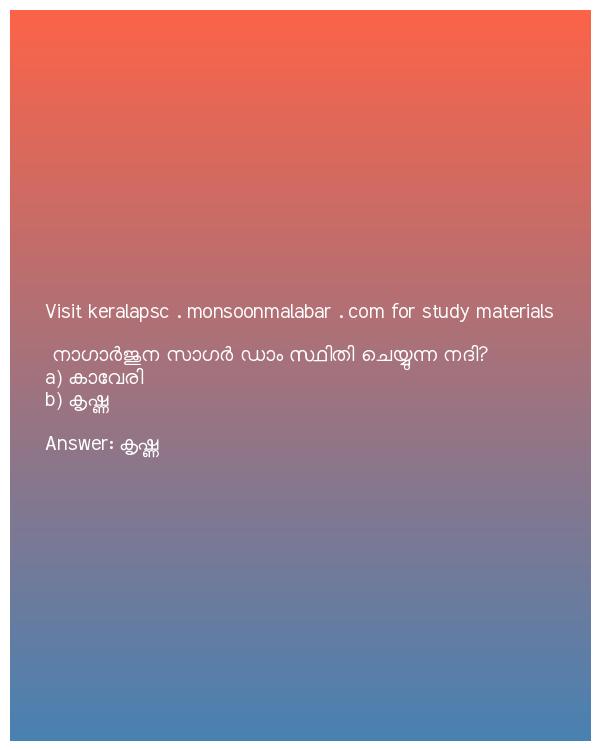 Visit keralapsc . monsoonmalabar . com for study materials
നാഗാർജുന സാഗർ ഡാം സ്ഥിതി ചെയ്യുന്ന നദി?
a) കാവേരി
b) കൃഷ്ണ
Answer: കൃഷ്ണ